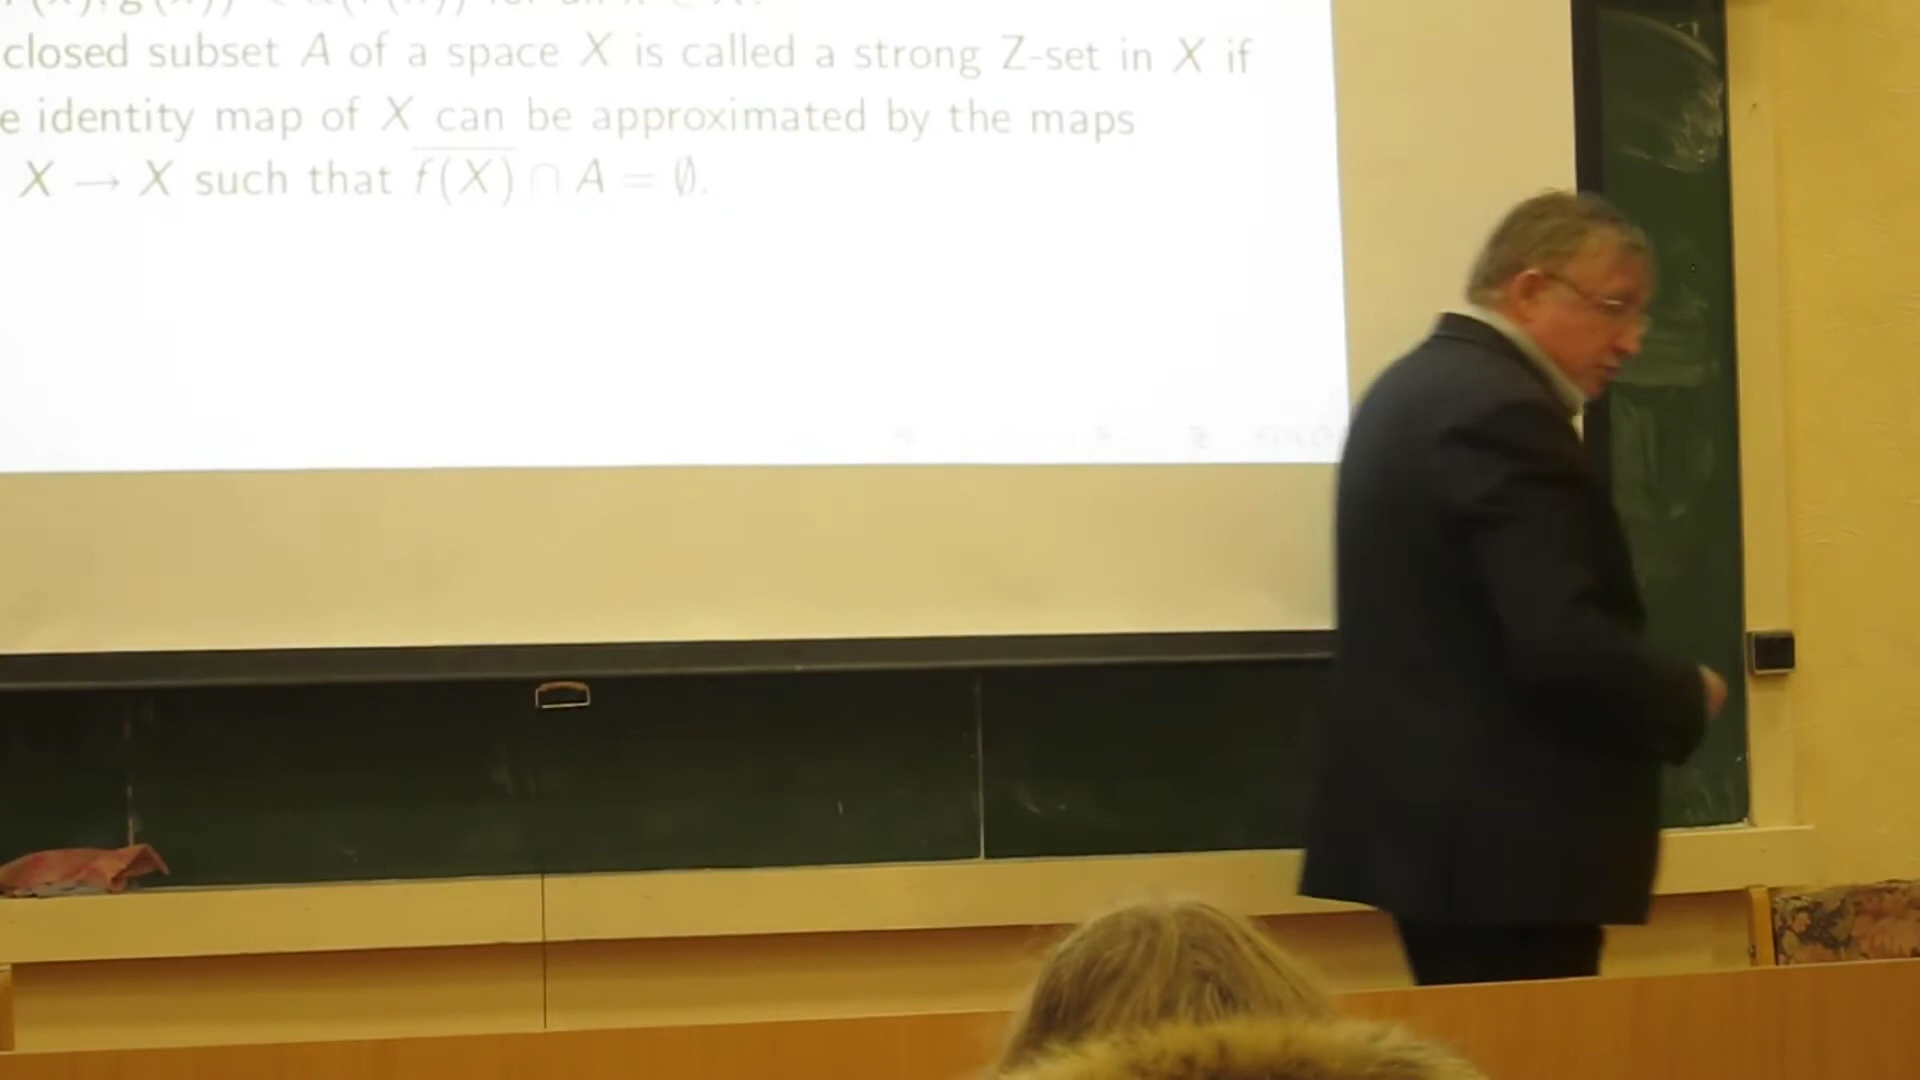 closed subset A of a space X is called a strong Z-set in X if
e identity map of X can be approximated by the maps
X → X such that \overline{f(X)} ∩ A = ∅.